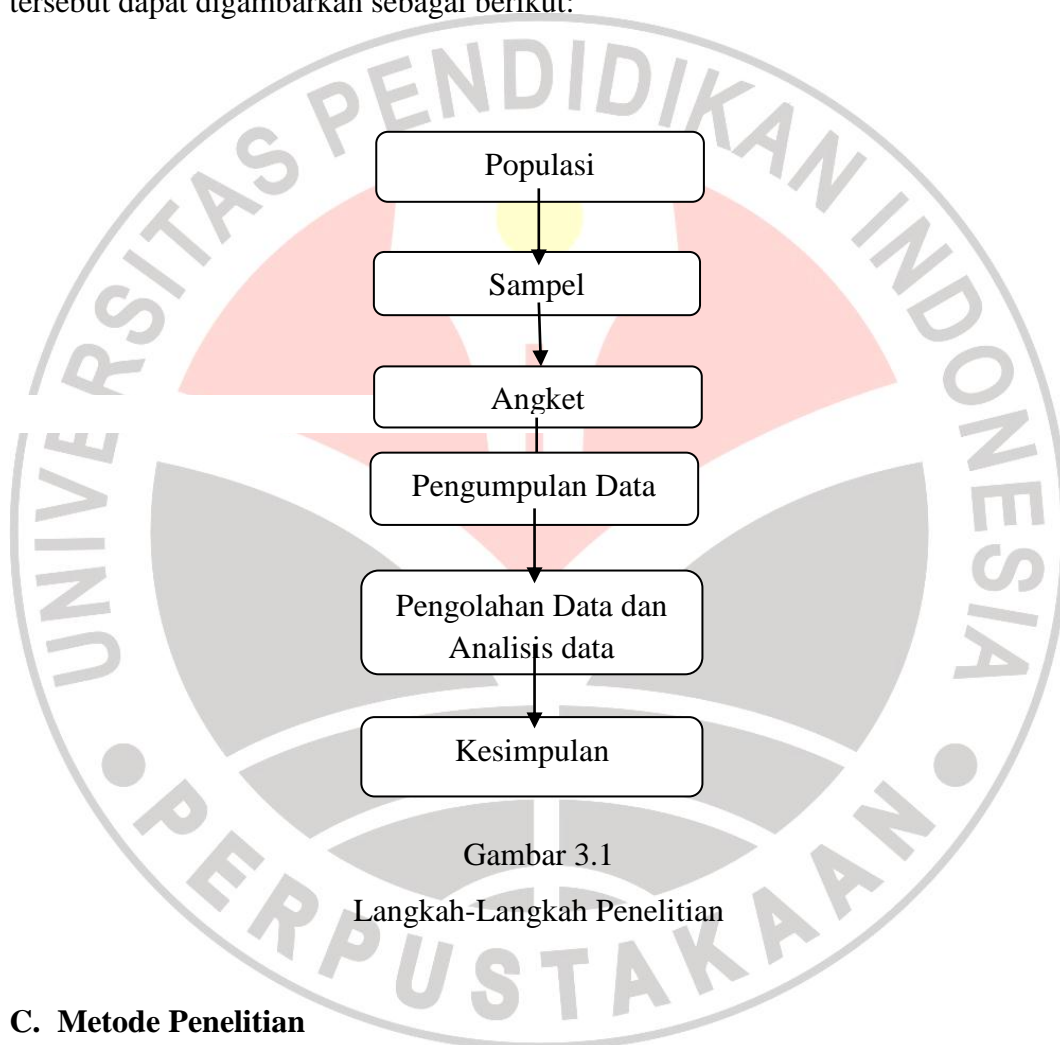 tersebut dapat digambarkan sebagai berikut:
UNIVERSITAS PENDIDIKAN INDONESIA
Populasi
Sampel
Angket
Pengumpulan Data
Pengolahan Data dan
Analisis data
Kesimpulan
Gambar 3.1
Langkah-Langkah Penelitian
PERPUSTAKAAN
C. Metode Penelitian